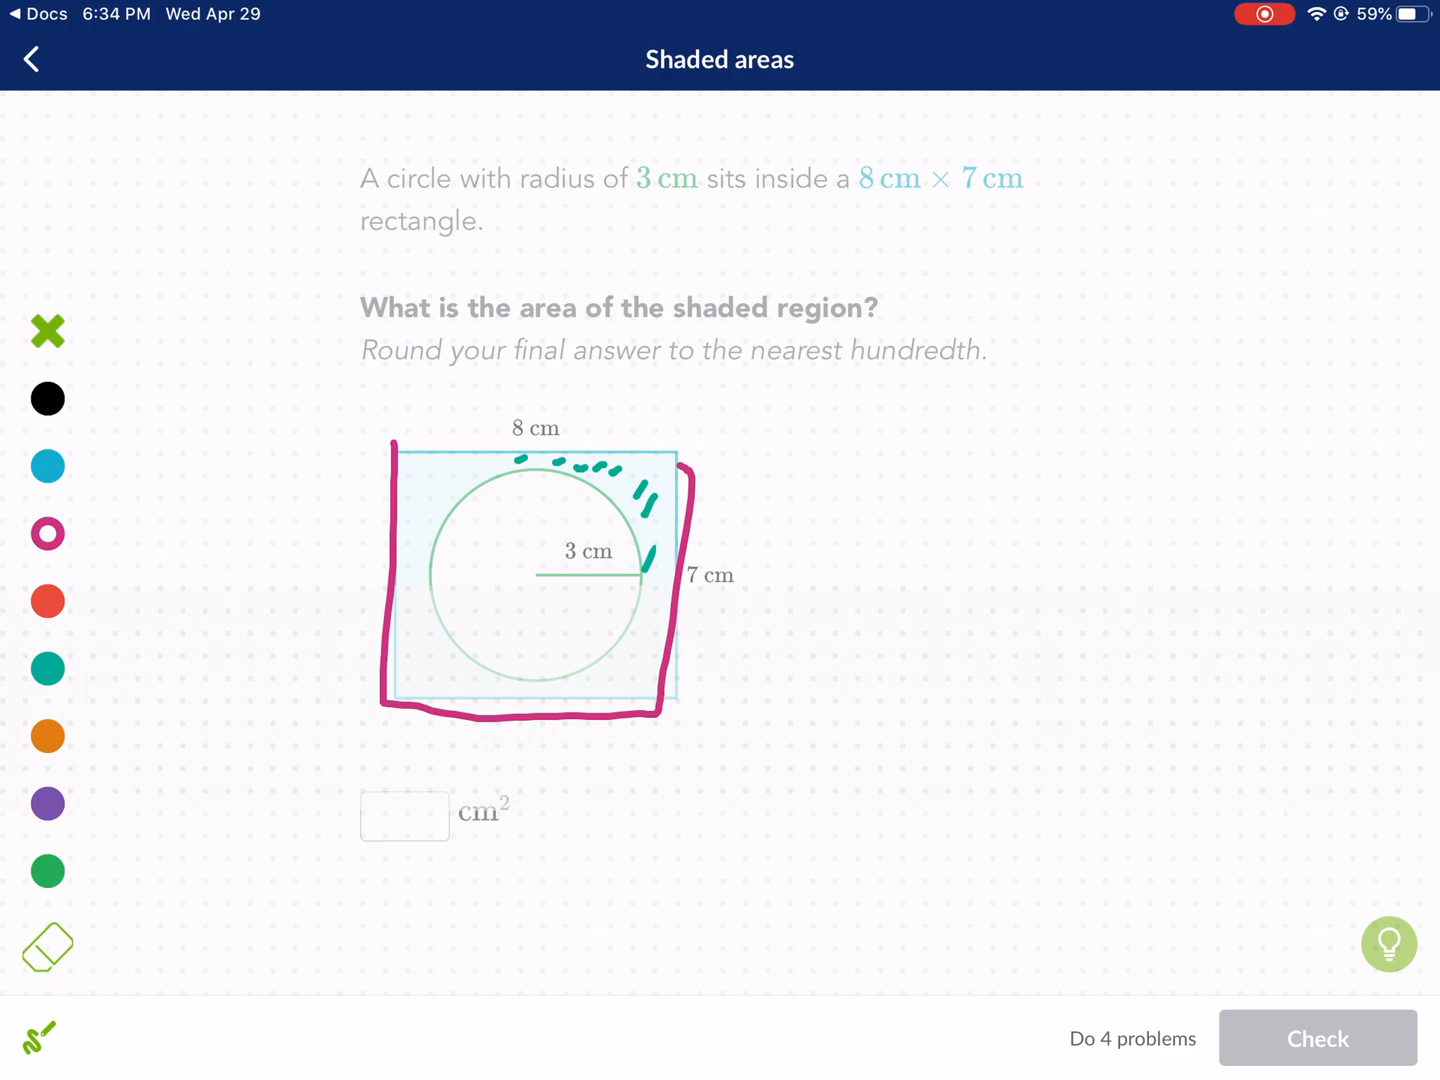 Docs 6:34 PM Wed Apr 29 59%
Shaded areas
A circle with radius of 3 cm sits inside a 8 cm × 7 cm
rectangle.
What is the area of the shaded region?
Round your final answer to the nearest hundredth.
8 cm
3 cm
7 cm
cm²
Do 4 problems Check